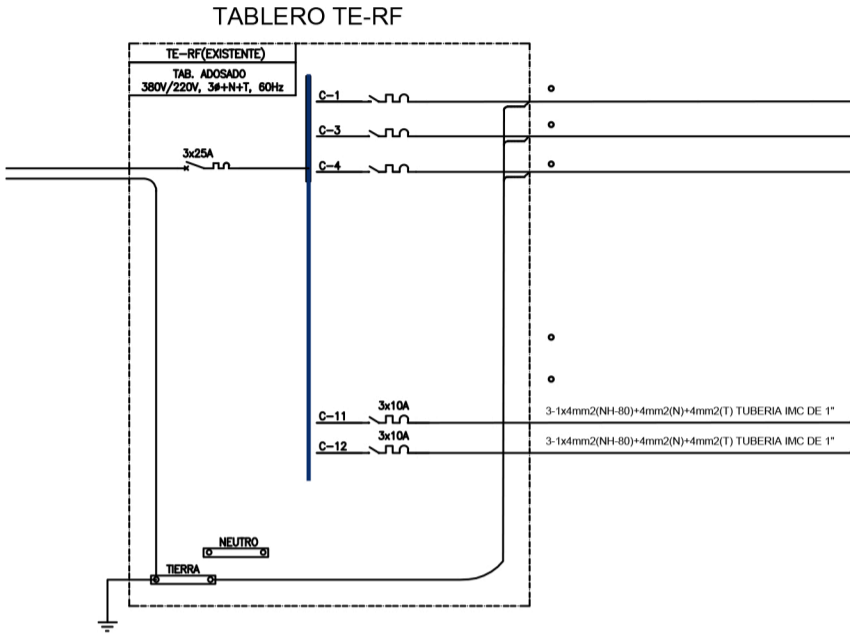 TABLERO TE-RF
TE-RF(EXISTENTE)
TAB. ADOSADO
380V/220V, 3ø+N+T, 60Hz
C-1
C-3
3x25A
C-4
3x10A
C-11
3-1x4mm2(NH-80)+4mm2(N)+4mm2(T) TUBERIA IMC DE 1"
3x10A
C-12
3-1x4mm2(NH-80)+4mm2(N)+4mm2(T) TUBERIA IMC DE 1"
NEUTRO
TIERRA